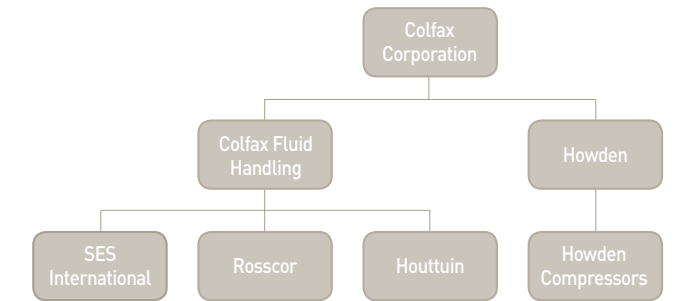 Colfax
Corporation
Colfax Fluid
Handling
Howden
SES
International
Rosscor
Houttuin
Howden
Compressors